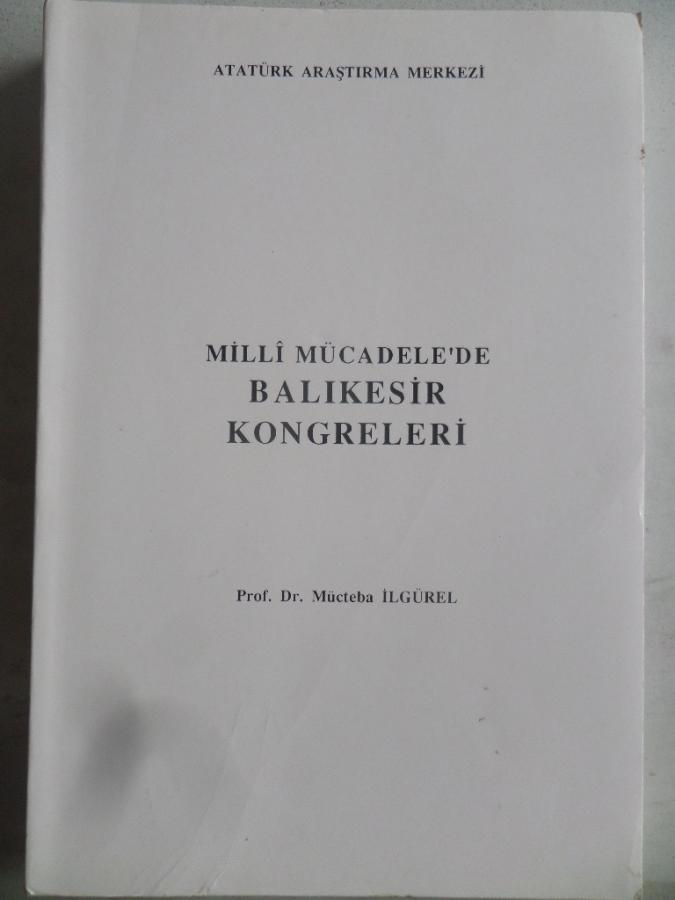 ATATÜRK ARAŞTIRMA MERKEZİ
MİLLÎ MÜCADELE'DE
BALIKESİR
KONGRELERİ
Prof. Dr. Mücteba İLGÜREL